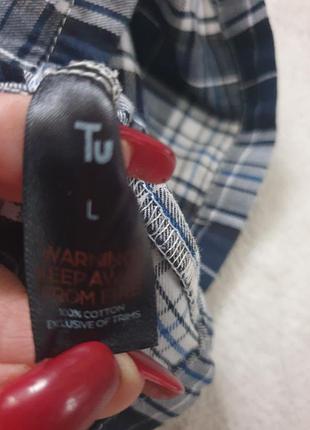 Tu
L
WARNING
KEEP AWAY
FROM FIRE
100% COTTON
EXCLUSIVE OF TRIMS